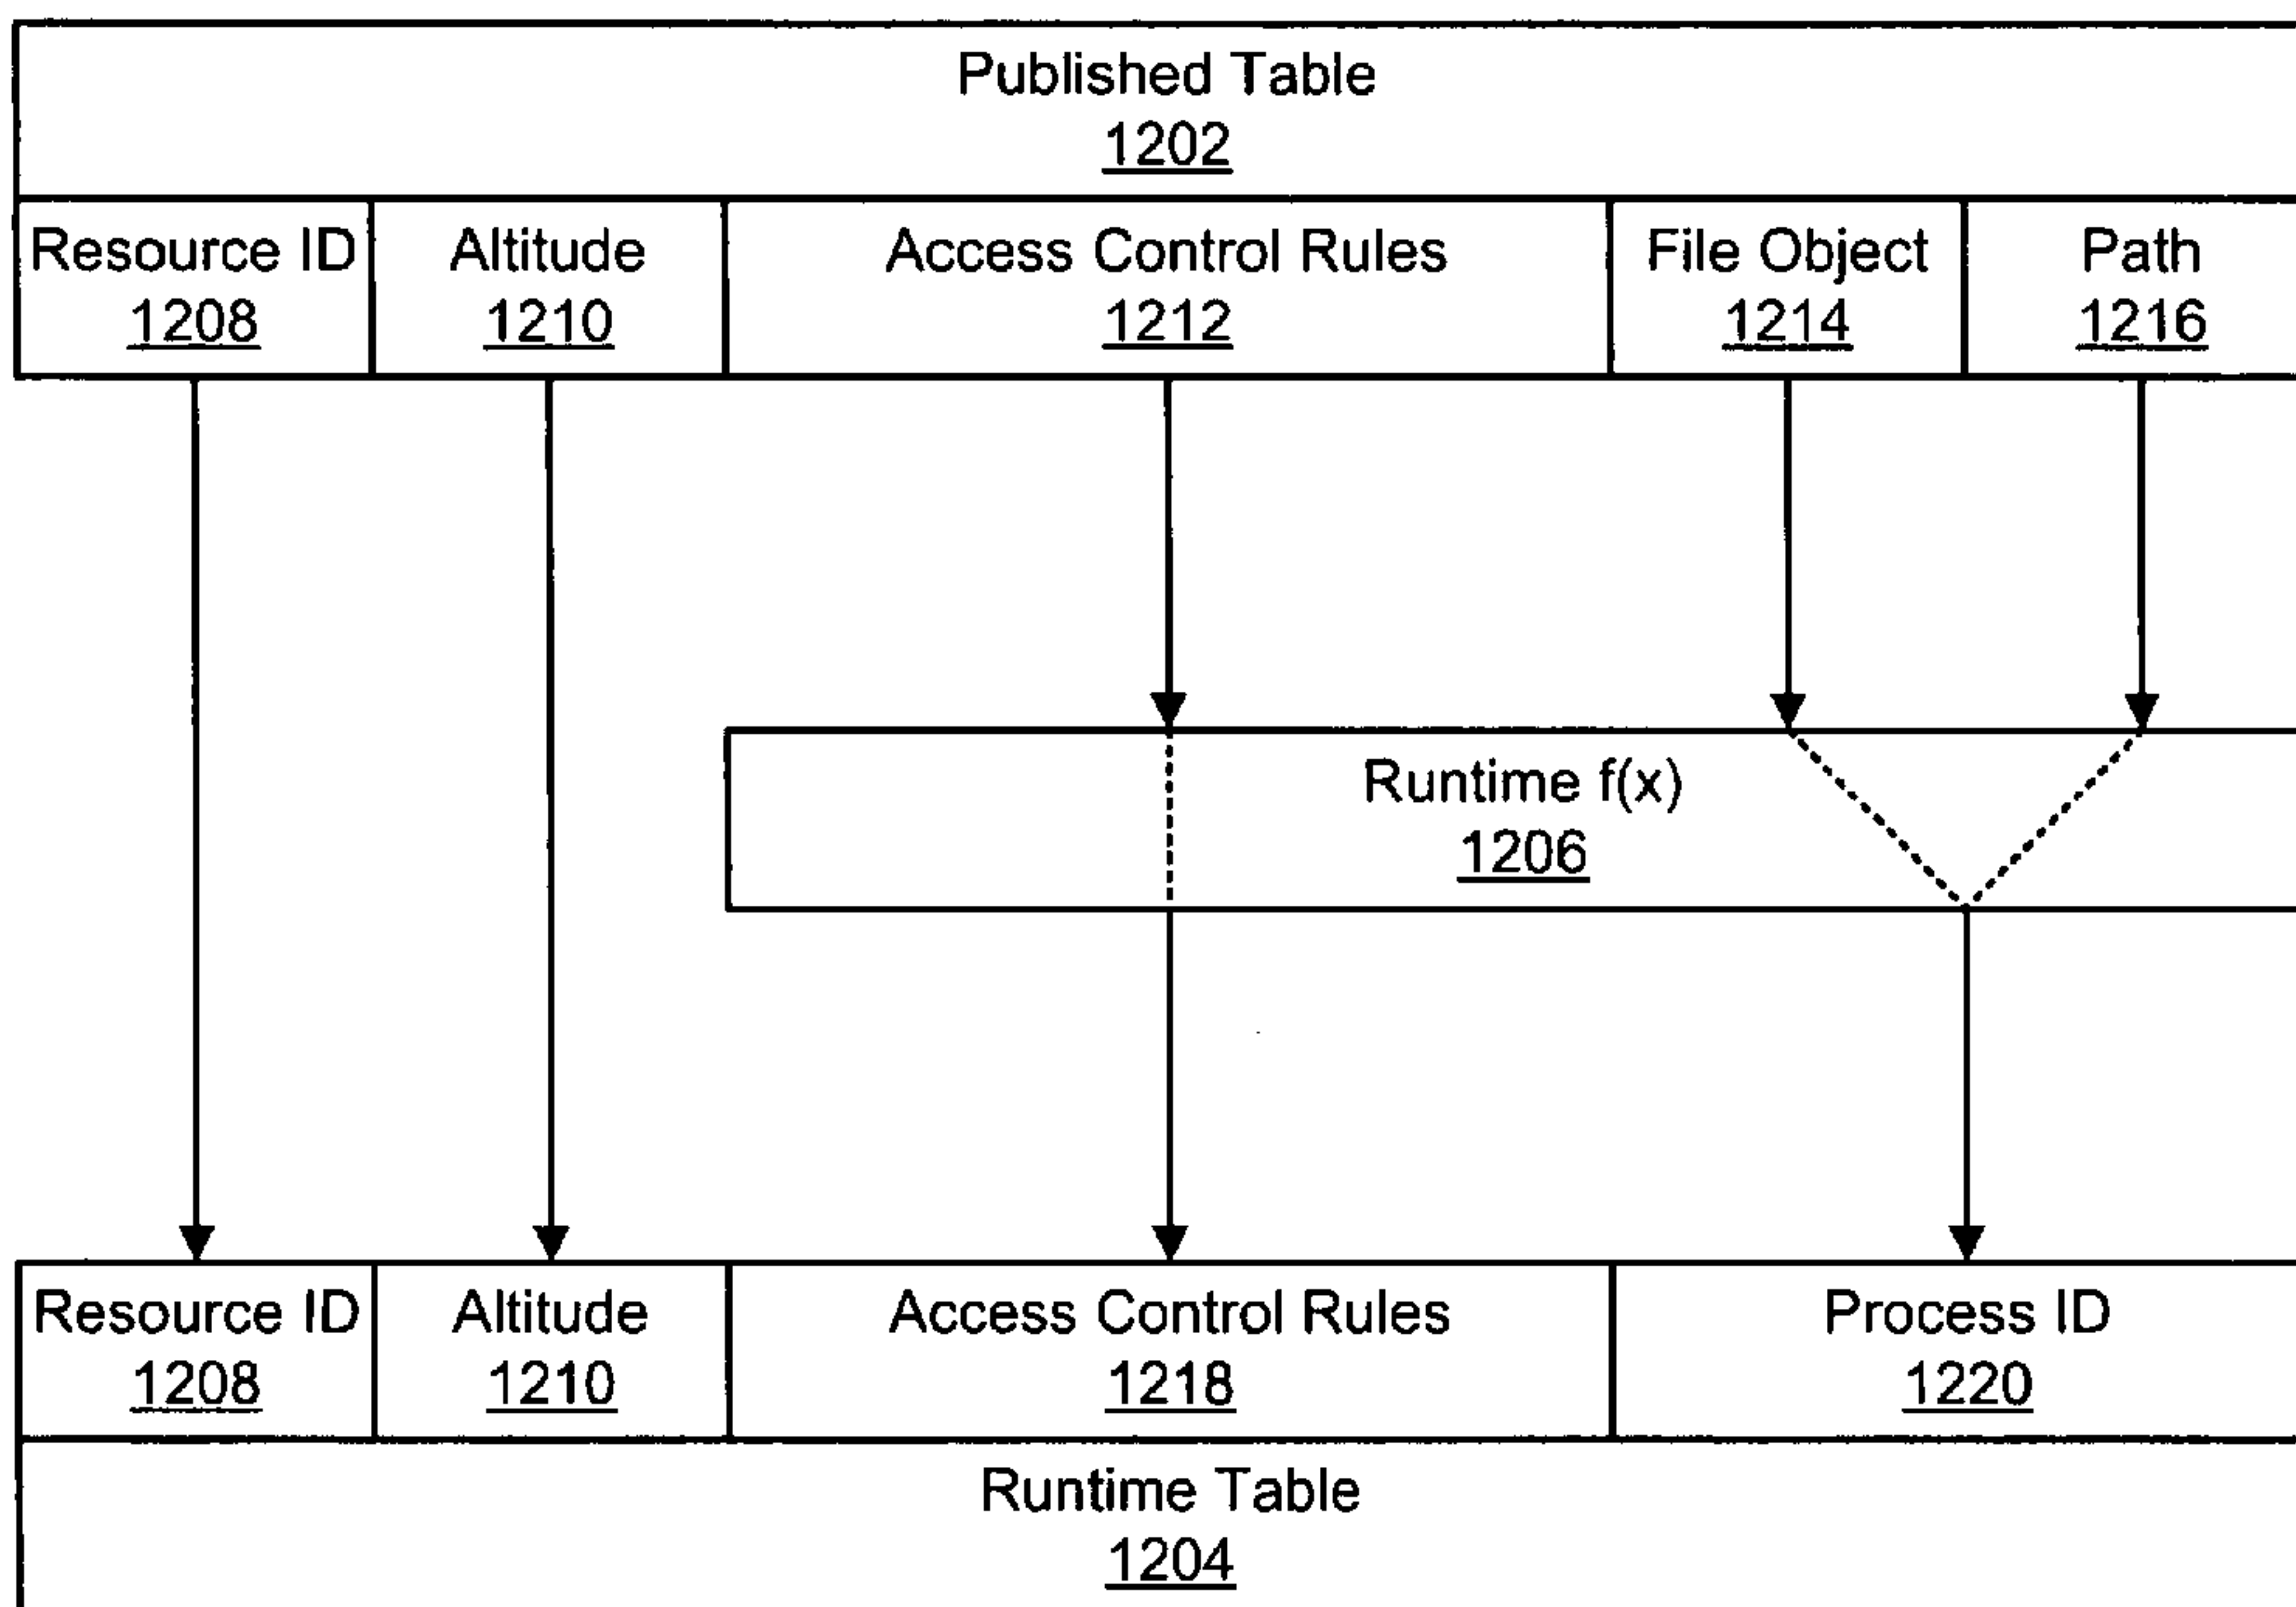 Published Table
1202
Resource ID
1208
Altitude
1210
Access Control Rules
1212
File Object
1214
Path
1216
Runtime f(x)
1206
Resource ID
1208
Altitude
1210
Access Control Rules
1218
Process ID
1220
Runtime Table
1204